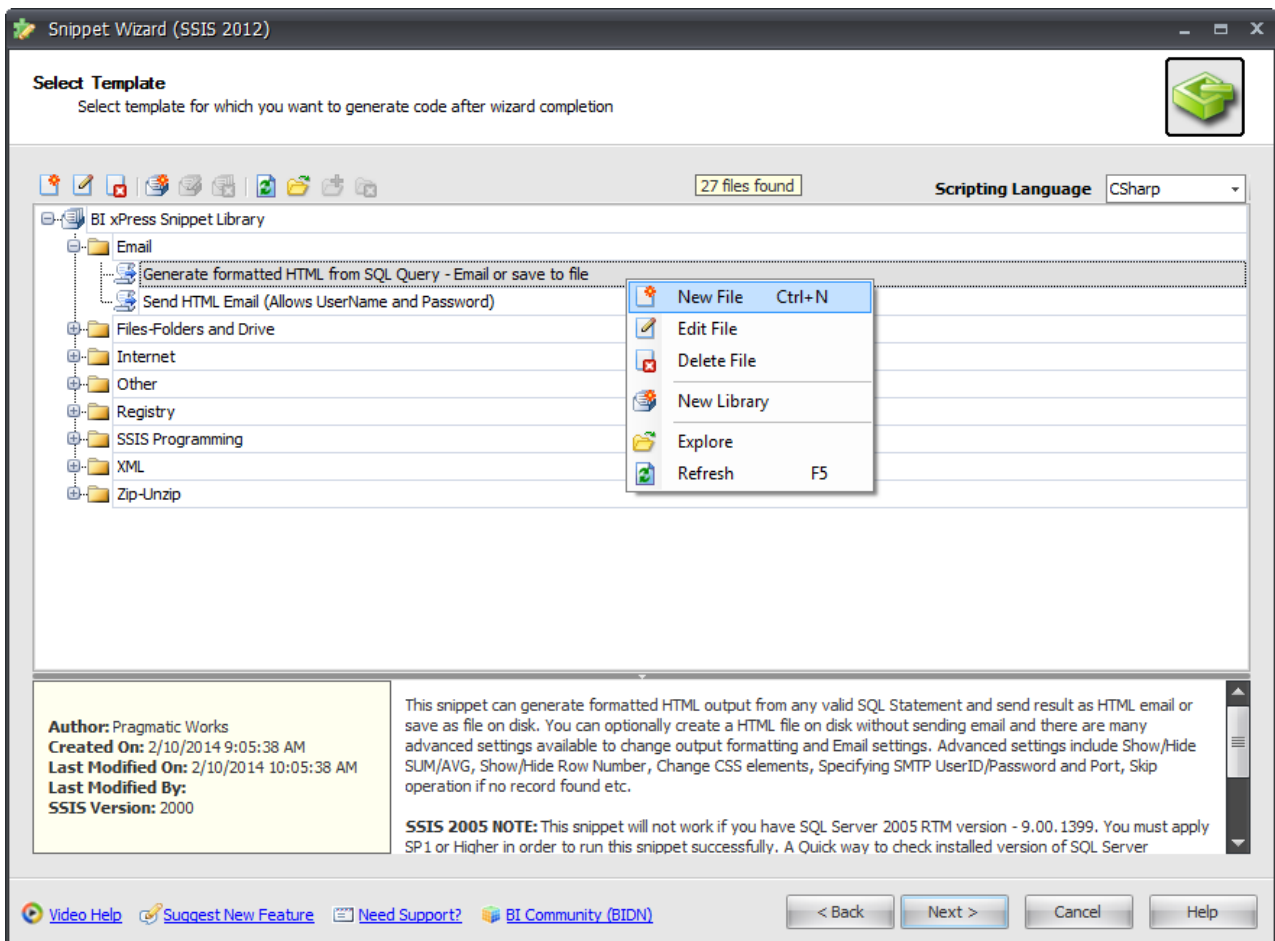 Snippet Wizard (SSIS 2012)
Select Template
Select template for which you want to generate code after wizard completion
27 files found
Scripting Language CSharp
BI xPress Snippet Library
Email
Generate formatted HTML from SQL Query - Email or save to file
Send HTML Email (Allows UserName and Password)
Files-Folders and Drive
Internet
Other
Registry
SSIS Programming
XML
Zip-Unzip
New File Ctrl+N
Edit File
Delete File
New Library
Explore
Refresh F5
Author: Pragmatic Works
Created On: 2/10/2014 9:05:38 AM
Last Modified On: 2/10/2014 10:05:38 AM
Last Modified By:
SSIS Version: 2000
This snippet can generate formatted HTML output from any valid SQL Statement and send result as HTML email or
save as file on disk. You can optionally create a HTML file on disk without sending email and there are many
advanced settings available to change output formatting and Email settings. Advanced settings include Show/Hide
SUM/AVG, Show/Hide Row Number, Change CSS elements, Specifying SMTP UserID/Password and Port, Skip
operation if no record found etc.
SSIS 2005 NOTE: This snippet will not work if you have SQL Server 2005 RTM version - 9.00.1399. You must apply
SP1 or Higher in order to run this snippet successfully. A Quick way to check installed version of SQL Server
Video Help
Suggest New Feature
Need Support?
BI Community (BIDN)
< Back
Next >
Cancel
Help